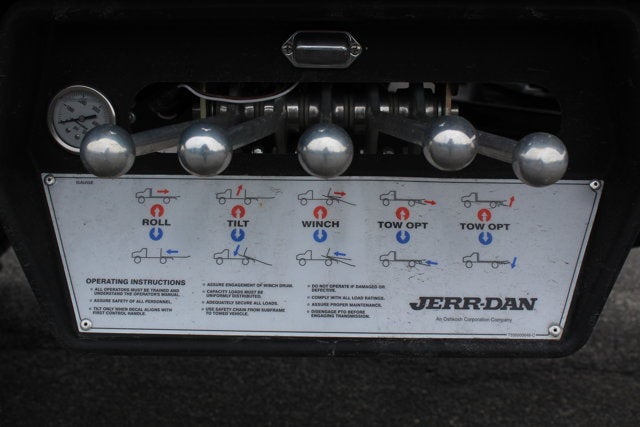 GAUGE
ROLL TILT WINCH TOW OPT TOW OPT
OPERATING INSTRUCTIONS
ALL OPERATORS MUST BE TRAINED AND
UNDERSTAND THE OPERATOR'S MANUAL.
ASSURE SAFETY OF ALL PERSONNEL.
TILT ONLY WHEN DECAL ALIGNS WITH
FIRST CONTROL HANDLE.
ASSURE ENGAGEMENT OF WINCH DRUM.
CAPACITY LOADS MUST BE
UNIFORMLY DISTRIBUTED.
ADEQUATELY SECURE ALL LOADS.
USE SAFETY CHAIN FROM SUBFRAME
TO TOWED VEHICLE.
DO NOT OPERATE IF DAMAGED OR
DEFECTIVE.
COMPLY WITH ALL LOAD RATINGS.
ASSURE PROPER MAINTENANCE.
DISENGAGE PTO BEFORE
ENGAGING TRANSMISSION.
JERR-DAN
An Oshkosh Corporation Company